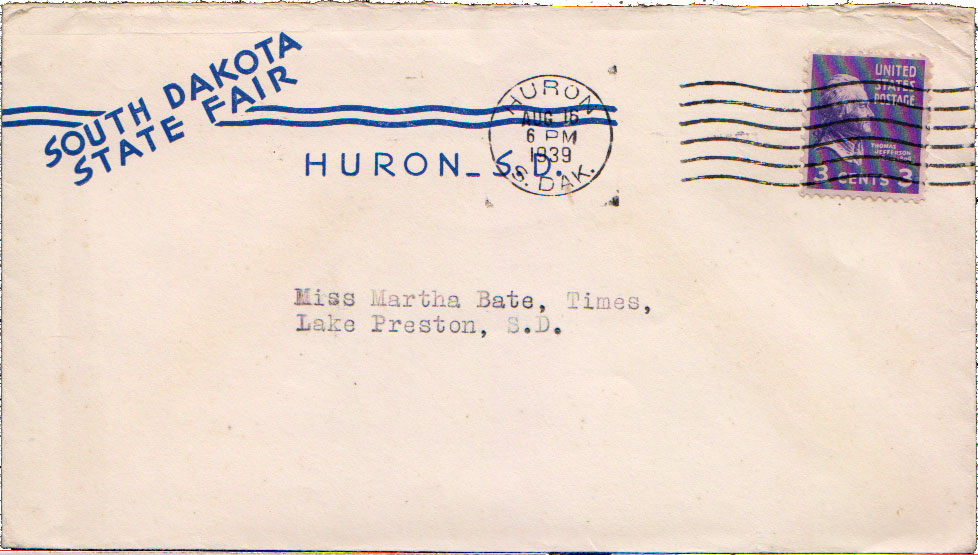 SOUTH DAKOTA
STATE FAIR
HURON_S.D.
HURON
AUG 16
6 PM
1939
S. DAK.
UNITED
STATES
POSTAGE
THOMAS
JEFFERSON
3 CENTS 3
Miss Martha Bate, Times,
Lake Preston, S.D.